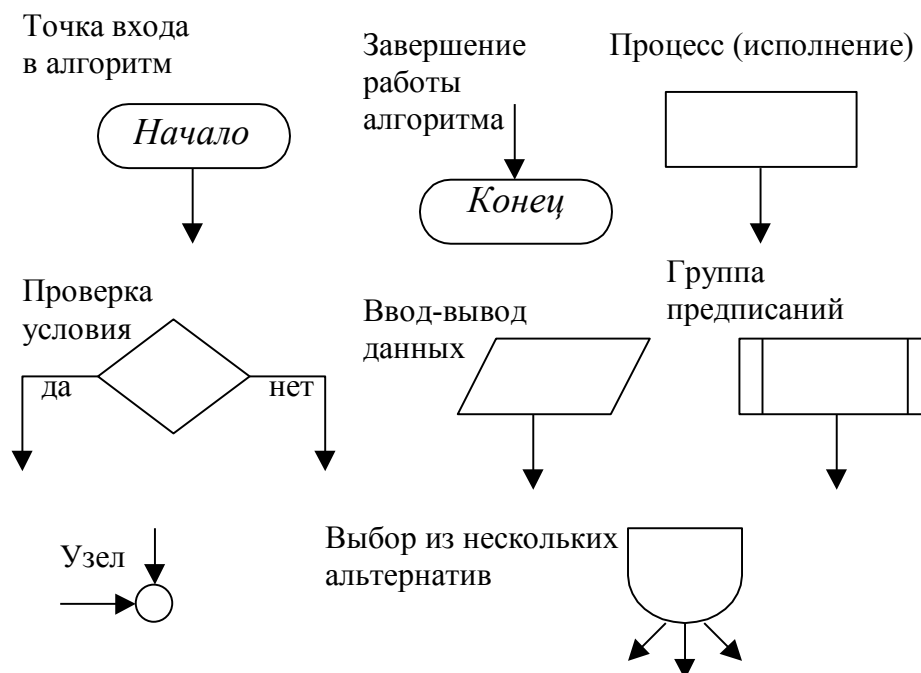 Точка входа
в алгоритм
Начало
Завершение
работы
алгоритма
Конец
Процесс (исполнение)
Проверка
условия
да
нет
Ввод-вывод
данных
Группа
предписаний
Узел
Выбор из нескольких
альтернатив